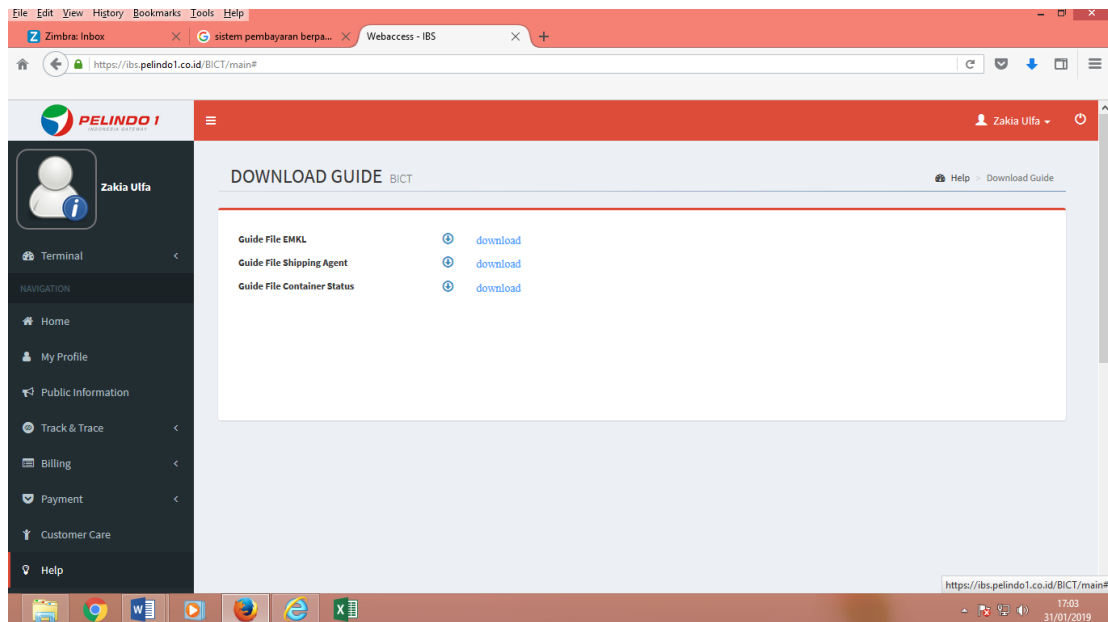 File Edit View History Bookmarks Tools Help
Zimbra: Inbox
sistem pembayaran berpa...
Webaccess - IBS
https://ibs.pelindo1.co.id/BICT/main#
PELINDO 1
INDONESIA GATEWAY
Zakia Ulfa
Zakia Ulfa
DOWNLOAD GUIDE BICT
Help > Download Guide
Guide File EMKL download
Guide File Shipping Agent download
Guide File Container Status download
Terminal
NAVIGATION
Home
My Profile
Public Information
Track & Trace
Billing
Payment
Customer Care
Help
https://ibs.pelindo1.co.id/BICT/main#
17:03
31/01/2019